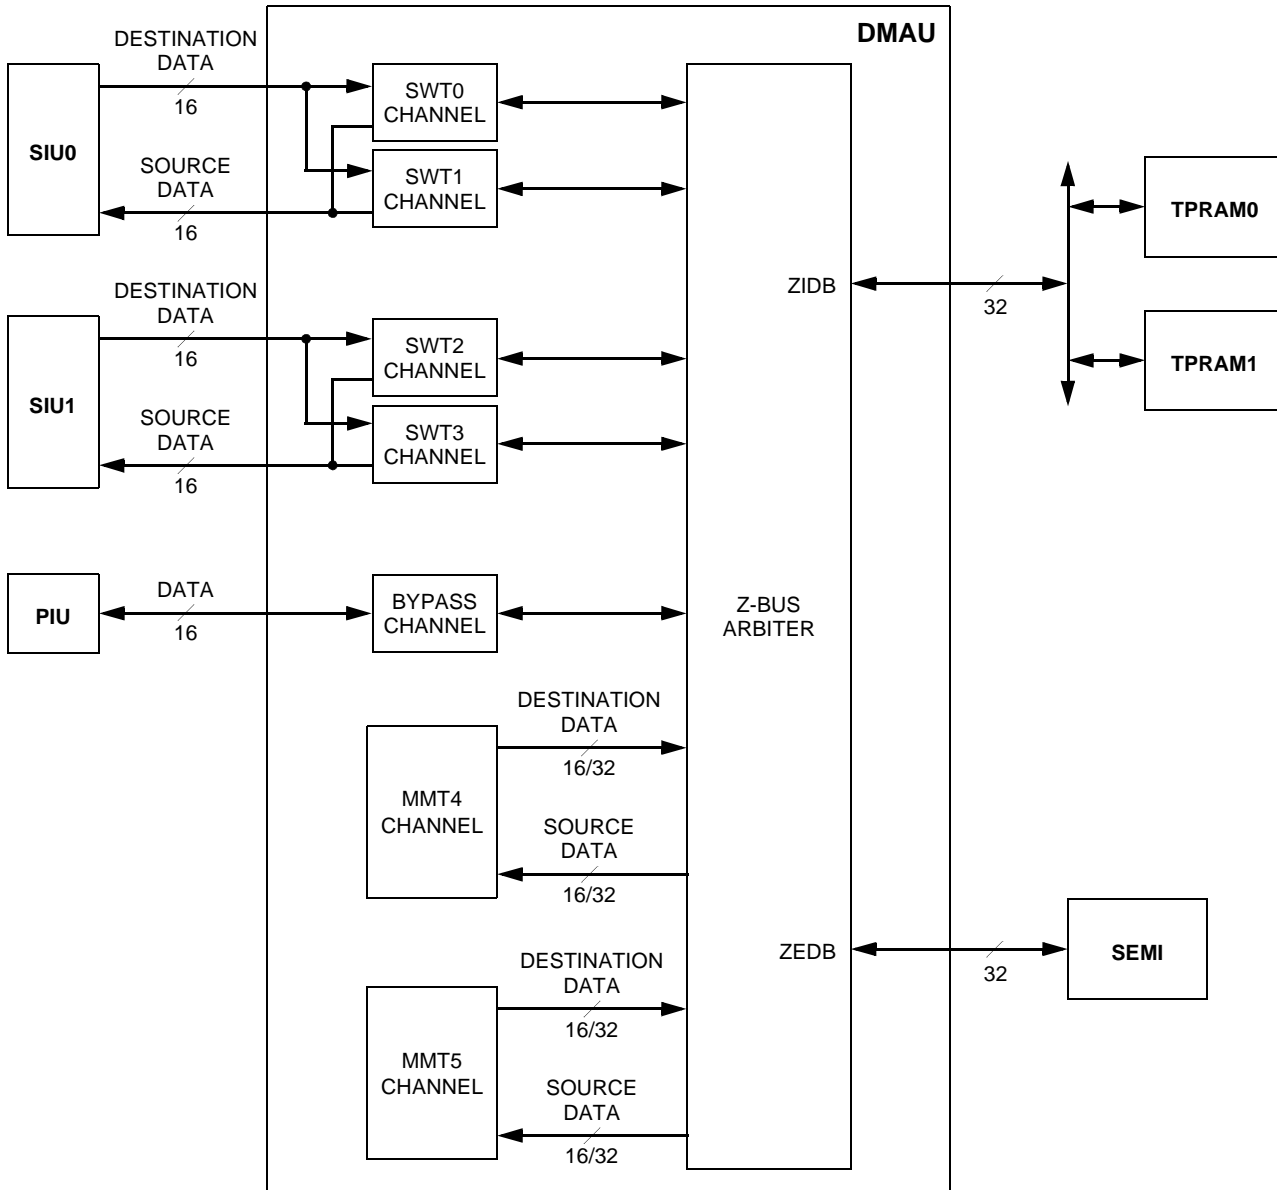 DMAU
DESTINATION
DATA
16
SIU0
SOURCE
DATA
16
SWT0
CHANNEL
SWT1
CHANNEL
TPRAM0
ZIDB
32
TPRAM1
DESTINATION
DATA
16
SIU1
SOURCE
DATA
16
SWT2
CHANNEL
SWT3
CHANNEL
PIU
DATA
16
BYPASS
CHANNEL
Z-BUS
ARBITER
DESTINATION
DATA
16/32
MMT4
CHANNEL
SOURCE
DATA
16/32
ZEDB
32
SEMI
DESTINATION
DATA
16/32
MMT5
CHANNEL
SOURCE
DATA
16/32